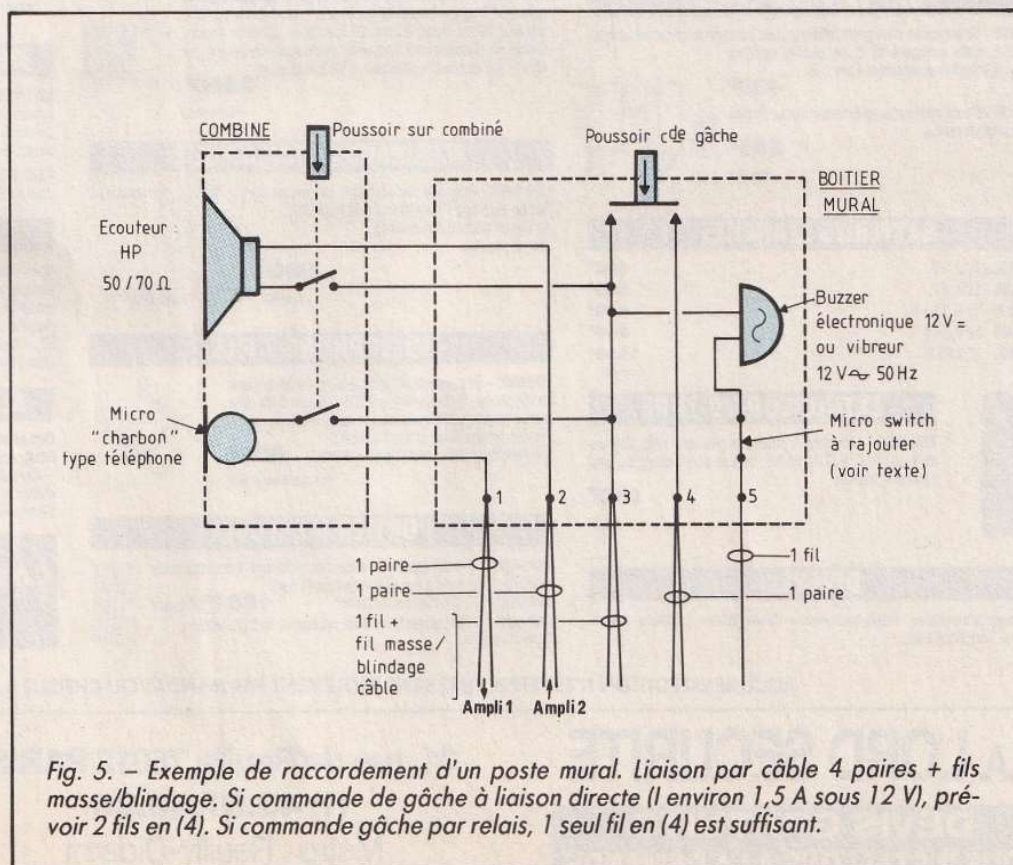 COMBINE
Poussoir sur combiné
Poussoir cde gâche
BOITIER
MURAL
Ecouteur
HP
50/70 Ω
Buzzer
électronique 12V=
ou vibreur
12V~ 50Hz
Micro
"charbon"
type téléphone
Micro switch
à rajouter
(voir texte)
1 2 3 4 5
1 paire
1 fil
1 paire
1 paire
1 fil +
fil masse/
blindage
câble
Ampli 1 Ampli 2
Fig. 5. – Exemple de raccordement d'un poste mural. Liaison par câble 4 paires + fils
masse/blindage. Si commande de gâche à liaison directe (I environ 1,5 A sous 12 V), pré-
voir 2 fils en (4). Si commande gâche par relais, 1 seul fil en (4) est suffisant.